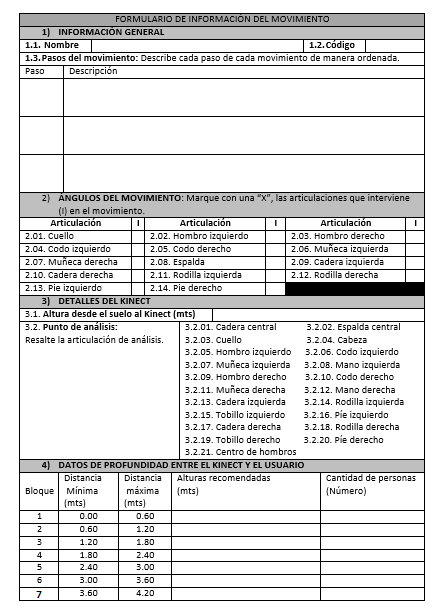 FORMULARIO DE INFORMACIÓN DEL MOVIMIENTO
1) INFORMACIÓN GENERAL
1.1. Nombre 1.2.Código
1.3.Pasos del movimiento: Describe cada paso de cada movimiento de manera ordenada.
Paso Descripción
2) ÁNGULOS DEL MOVIMIENTO: Marque con una "X", las articulaciones que interviene
(I) en el movimiento.
Articulación I Articulación I Articulación I
2.01. Cuello 2.02. Hombro izquierdo 2.03. Hombro derecho
2.04. Codo izquierdo 2.05. Codo derecho 2.06. Muñeca izquierda
2.07. Muñeca derecha 2.08. Espalda 2.09. Cadera izquierda
2.10. Cadera derecha 2.11. Rodilla izquierda 2.12. Rodilla derecha
2.13. Pie izquierdo 2.14. Pie derecho
3) DETALLES DEL KINECT
3.1. Altura desde el suelo al Kinect (mts)
3.2. Punto de análisis:
Resalte la articulación de análisis.
3.2.01. Cadera central 3.2.02. Espalda central
3.2.03. Cuello 3.2.04. Cabeza
3.2.05. Hombro izquierdo 3.2.06. Codo izquierdo
3.2.07. Muñeca izquierda 3.2.08. Mano izquierda
3.2.09. Hombro derecho 3.2.10. Codo derecho
3.2.11. Muñeca derecha 3.2.12. Mano derecha
3.2.13. Cadera izquierda 3.2.14. Rodilla izquierda
3.2.15. Tobillo izquierdo 3.2.16. Píe izquierdo
3.2.17. Cadera derecha 3.2.18. Rodilla derecha
3.2.19. Tobillo derecho 3.2.20. Píe derecho
3.2.21. Centro de hombros
4) DATOS DE PROFUNDIDAD ENTRE EL KINECT Y EL USUARIO
Bloque Distancia Mínima (mts) Distancia máxima (mts) Alturas recomendadas (mts) Cantidad de personas (Número)
1 0.00 0.60
2 0.60 1.20
3 1.20 1.80
4 1.80 2.40
5 2.40 3.00
6 3.00 3.60
7 3.60 4.20